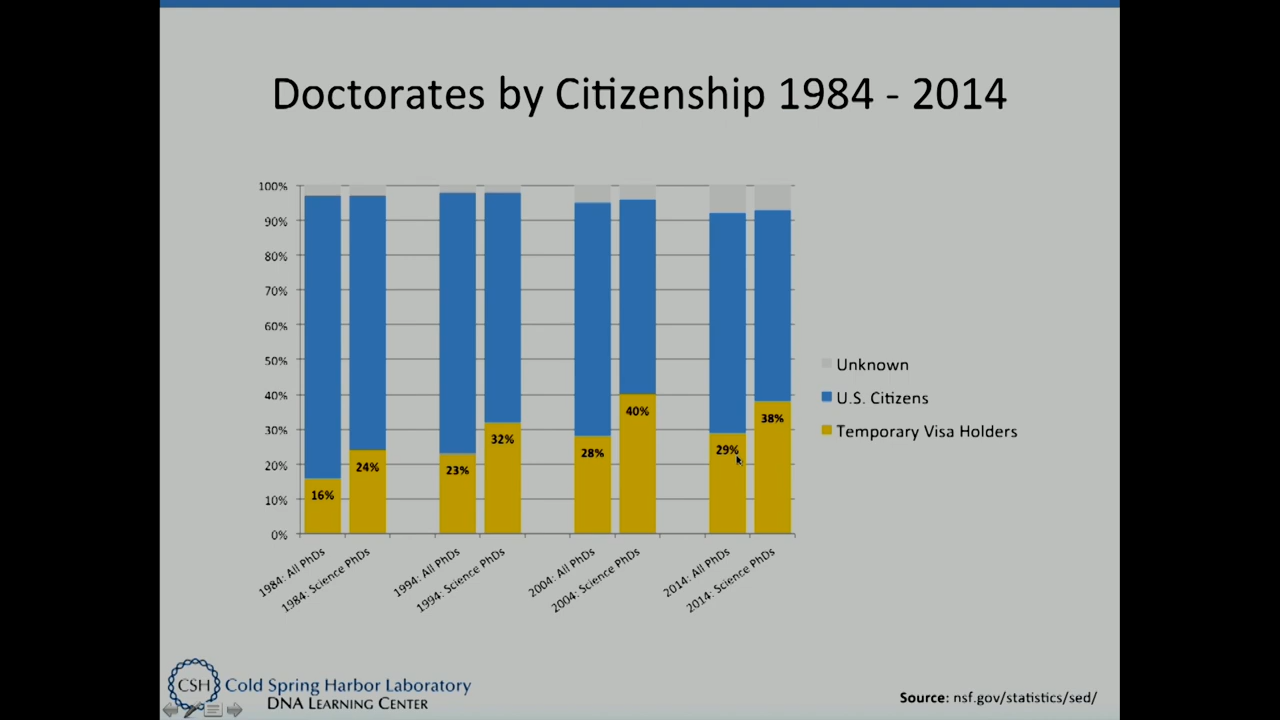 Doctorates by Citizenship 1984 - 2014
100%
90%
80%
70%
60%
50%
40%
30%
20%
10%
0%
16%
24%
23%
32%
28%
40%
29%
38%
1984: All PhDs
1984: Science PhDs
1994: All PhDs
1994: Science PhDs
2004: All PhDs
2004: Science PhDs
2014: All PhDs
2014: Science PhDs
Unknown
U.S. Citizens
Temporary Visa Holders
CSH Cold Spring Harbor Laboratory
DNA LEARNING CENTER
Source: nsf.gov/statistics/sed/